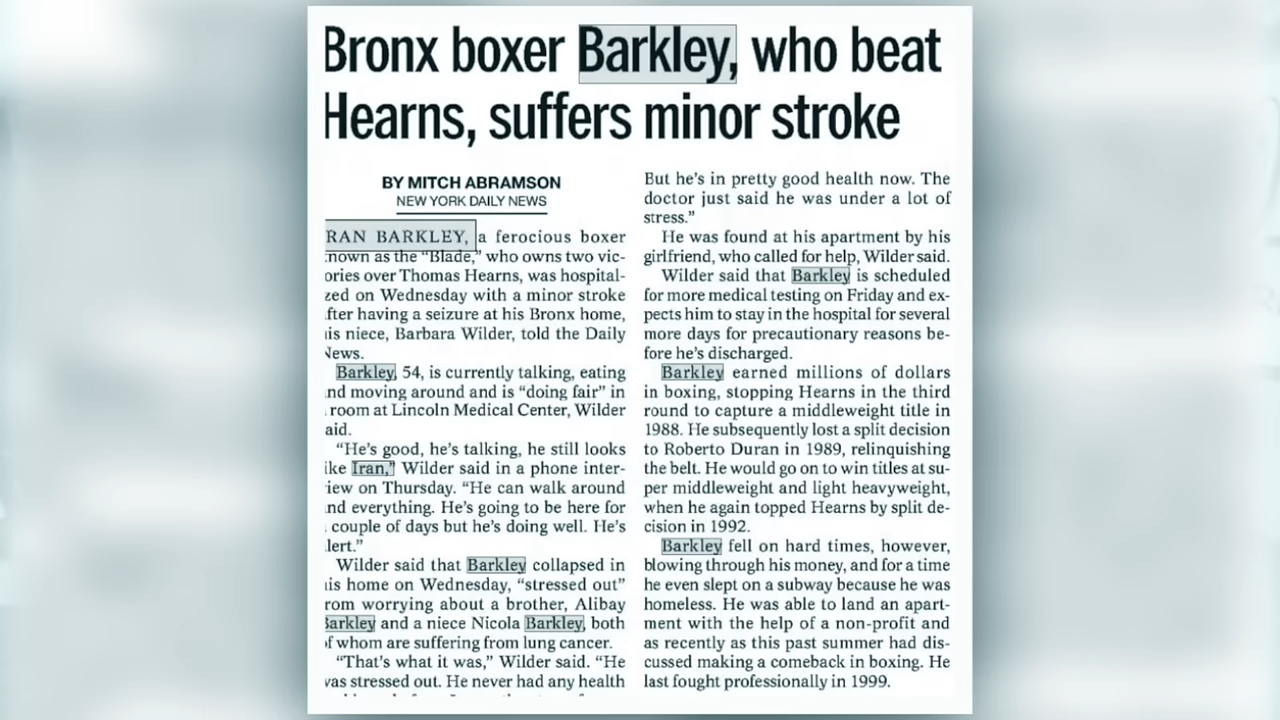 Bronx boxer Barkley, who beat
Hearns, suffers minor stroke
BY MITCH ABRAMSON
NEW YORK DAILY NEWS
RAN BARKLEY, a ferocious boxer
nown as the “Blade,” who owns two vic-
ories over Thomas Hearns, was hospital-
zed on Wednesday with a minor stroke
fter having a seizure at his Bronx home,
is niece, Barbara Wilder, told the Daily
News.
Barkley, 54, is currently talking, eating
nd moving around and is “doing fair” in
room at Lincoln Medical Center, Wilder
aid.
“He’s good, he’s talking, he still looks
ike Iran,” Wilder said in a phone inter-
iew on Thursday. “He can walk around
nd everything. He’s going to be here for
couple of days but he’s doing well. He’s
lert.”
Wilder said that Barkley collapsed in
is home on Wednesday, “stressed out”
rom worrying about a brother, Alibay
Barkley and a niece Nicola Barkley, both
of whom are suffering from lung cancer.
“That’s what it was,” Wilder said. “He
was stressed out. He never had any health
But he’s in pretty good health now. The
doctor just said he was under a lot of
stress.”
He was found at his apartment by his
girlfriend, who called for help, Wilder said.
Wilder said that Barkley is scheduled
for more medical testing on Friday and ex-
pects him to stay in the hospital for several
more days for precautionary reasons be-
fore he’s discharged.
Barkley earned millions of dollars
in boxing, stopping Hearns in the third
round to capture a middleweight title in
1988. He subsequently lost a split decision
to Roberto Duran in 1989, relinquishing
the belt. He would go on to win titles at su-
per middleweight and light heavyweight,
when he again topped Hearns by split de-
cision in 1992.
Barkley fell on hard times, however,
blowing through his money, and for a time
he even slept on a subway because he was
homeless. He was able to land an apart-
ment with the help of a non-profit and
as recently as this past summer had dis-
cussed making a comeback in boxing. He
last fought professionally in 1999.